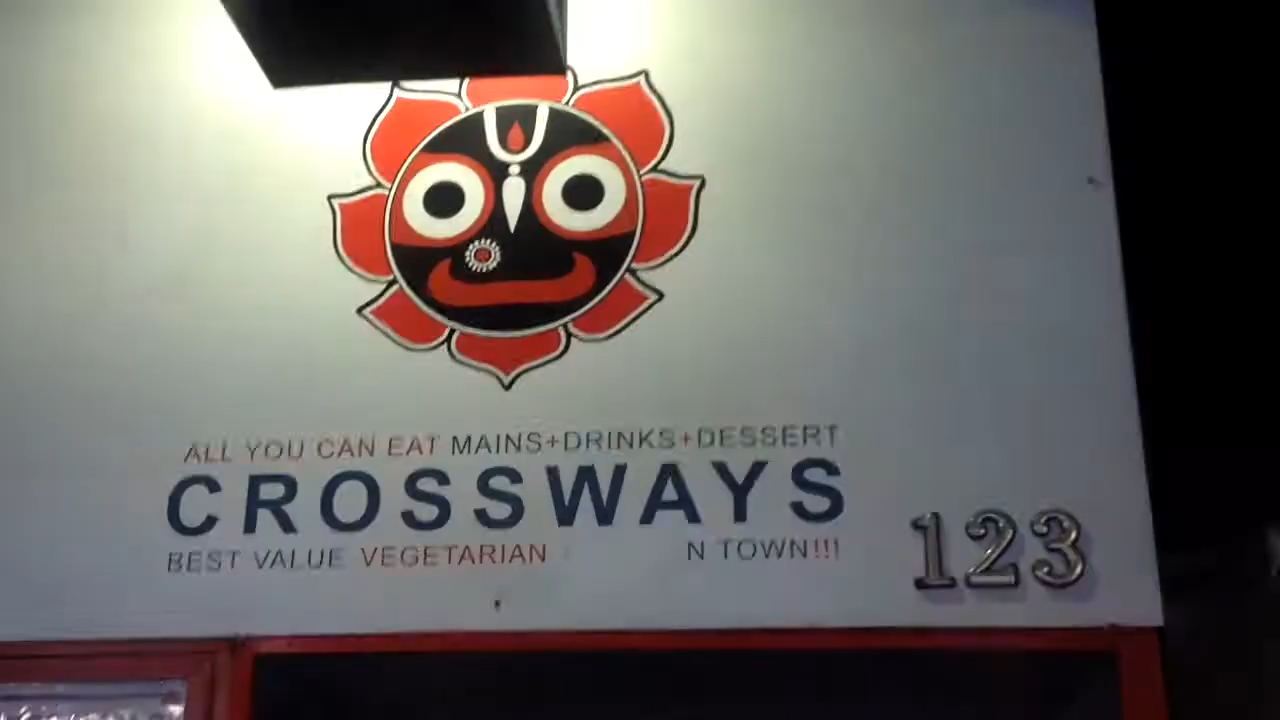 ALL YOU CAN EAT MAINS+DRINKS+DESSERT
CROSSWAYS
BEST VALUE VEGETARIAN N TOWN!!!
123